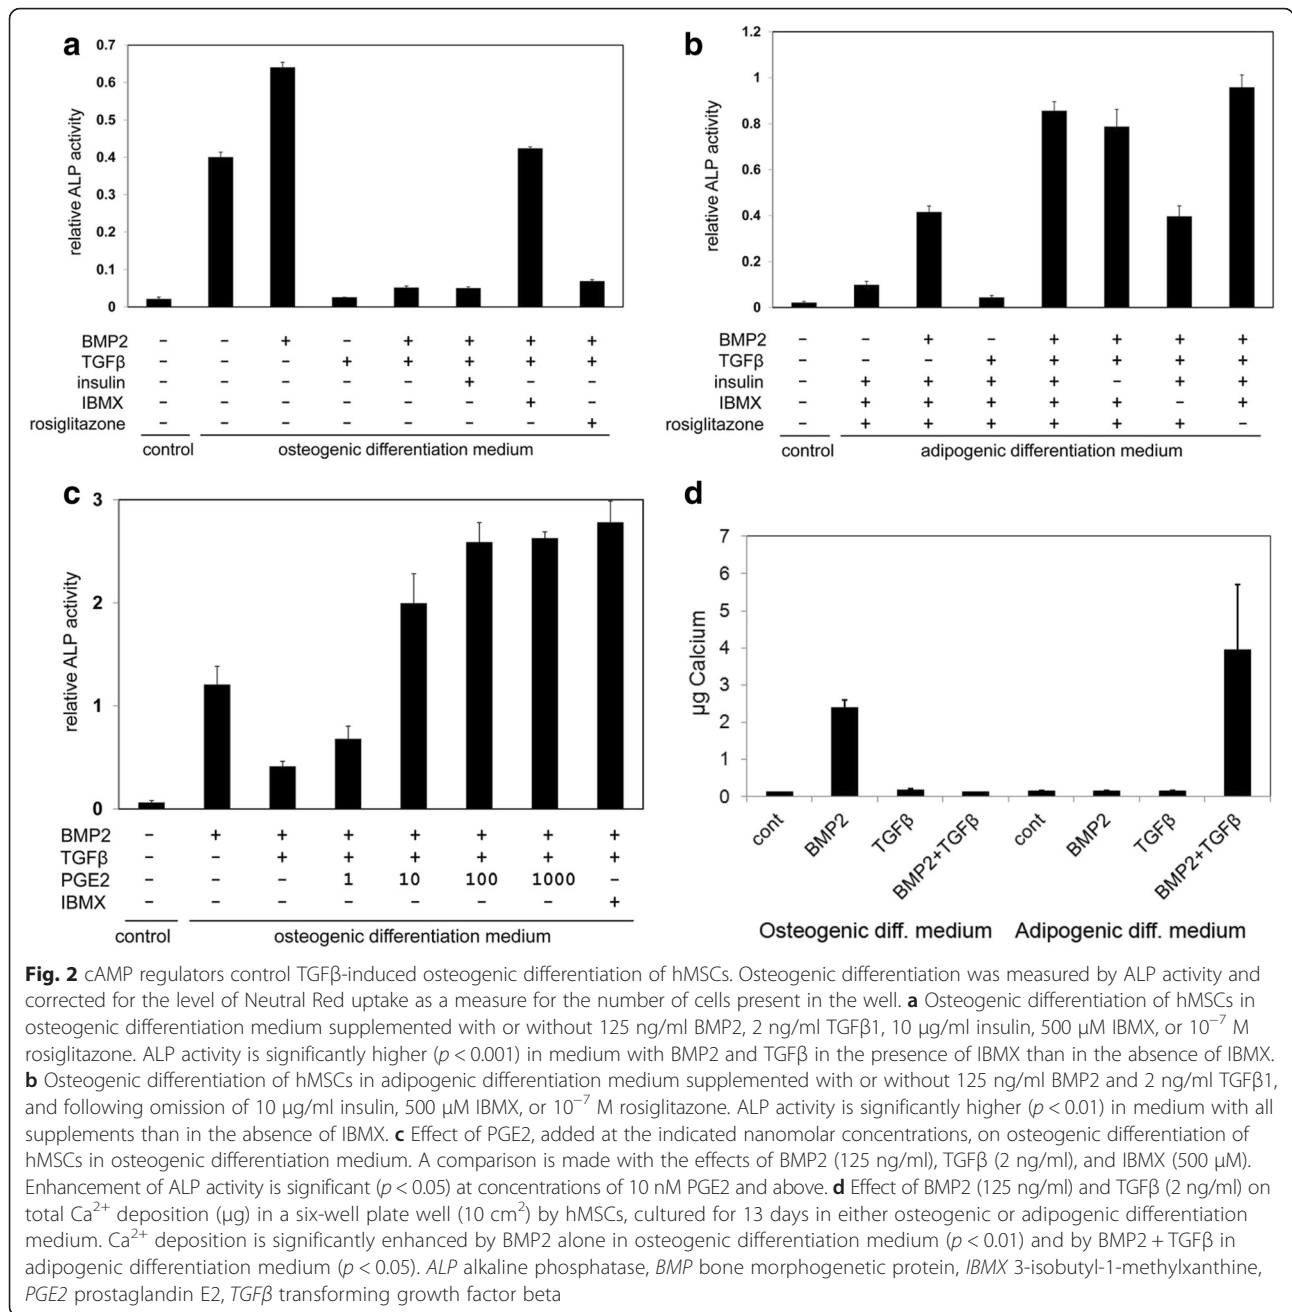 a
0.7
0.6
0.5
0.4
0.3
0.2
0.1
0
relative ALP activity
BMP2 – – + – + + + +
TGFβ – – – + + + + +
insulin – – – – – + – –
IBMX – – – – – – + –
rosiglitazone – – – – – – – +
control osteogenic differentiation medium
b
1.2
1
0.8
0.6
0.4
0.2
0
relative ALP activity
BMP2 – – + – + + + +
TGFβ – – – + + + + +
insulin – + + + + – + +
IBMX – + + + + + – +
rosiglitazone – + + + + + + –
control adipogenic differentiation medium
c
3
2
1
0
relative ALP activity
BMP2 – + + + + + + +
TGFβ – – + + + + + +
PGE2 – – – 1 10 100 1000 –
IBMX – – – – – – – +
control osteogenic differentiation medium
d
7
6
5
4
3
2
1
0
µg Calcium
cont BMP2 TGFβ BMP2+TGFβ cont BMP2 TGFβ BMP2+TGFβ
Osteogenic diff. medium Adipogenic diff. medium
Fig. 2 cAMP regulators control TGFβ-induced osteogenic differentiation of hMSCs. Osteogenic differentiation was measured by ALP activity and
corrected for the level of Neutral Red uptake as a measure for the number of cells present in the well. a Osteogenic differentiation of hMSCs in
osteogenic differentiation medium supplemented with or without 125 ng/ml BMP2, 2 ng/ml TGFβ1, 10 µg/ml insulin, 500 µM IBMX, or 10⁻⁷ M
rosiglitazone. ALP activity is significantly higher (p < 0.001) in medium with BMP2 and TGFβ in the presence of IBMX than in the absence of IBMX.
b Osteogenic differentiation of hMSCs in adipogenic differentiation medium supplemented with or without 125 ng/ml BMP2 and 2 ng/ml TGFβ1,
and following omission of 10 µg/ml insulin, 500 µM IBMX, or 10⁻⁷ M rosiglitazone. ALP activity is significantly higher (p < 0.01) in medium with all
supplements than in the absence of IBMX. c Effect of PGE2, added at the indicated nanomolar concentrations, on osteogenic differentiation of
hMSCs in osteogenic differentiation medium. A comparison is made with the effects of BMP2 (125 ng/ml), TGFβ (2 ng/ml), and IBMX (500 µM).
Enhancement of ALP activity is significant (p < 0.05) at concentrations of 10 nM PGE2 and above. d Effect of BMP2 (125 ng/ml) and TGFβ (2 ng/ml) on
total Ca²⁺ deposition (µg) in a six-well plate well (10 cm²) by hMSCs, cultured for 13 days in either osteogenic or adipogenic differentiation
medium. Ca²⁺ deposition is significantly enhanced by BMP2 alone in osteogenic differentiation medium (p < 0.01) and by BMP2 + TGFβ in
adipogenic differentiation medium (p < 0.05). ALP alkaline phosphatase, BMP bone morphogenetic protein, IBMX 3-isobutyl-1-methylxanthine,
PGE2 prostaglandin E2, TGFβ transforming growth factor beta